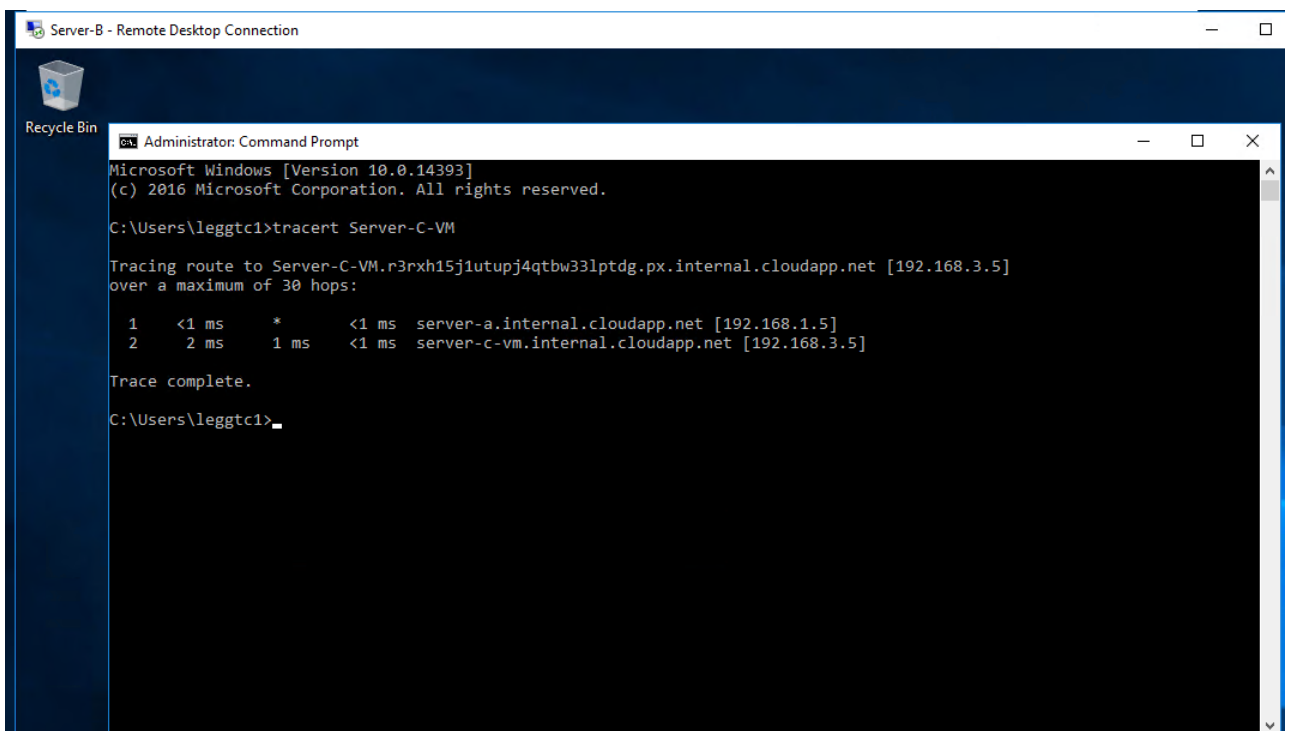 Server-B - Remote Desktop Connection
Recycle Bin
Administrator: Command Prompt
Microsoft Windows [Version 10.0.14393]
(c) 2016 Microsoft Corporation. All rights reserved.
C:\Users\leggtc1>tracert Server-C-VM
Tracing route to Server-C-VM.r3rxh15j1utupj4qtbw33lptdg.px.internal.cloudapp.net [192.168.3.5]
over a maximum of 30 hops:
1 <1 ms * <1 ms server-a.internal.cloudapp.net [192.168.1.5]
2 2 ms 1 ms <1 ms server-c-vm.internal.cloudapp.net [192.168.3.5]
Trace complete.
C:\Users\leggtc1>